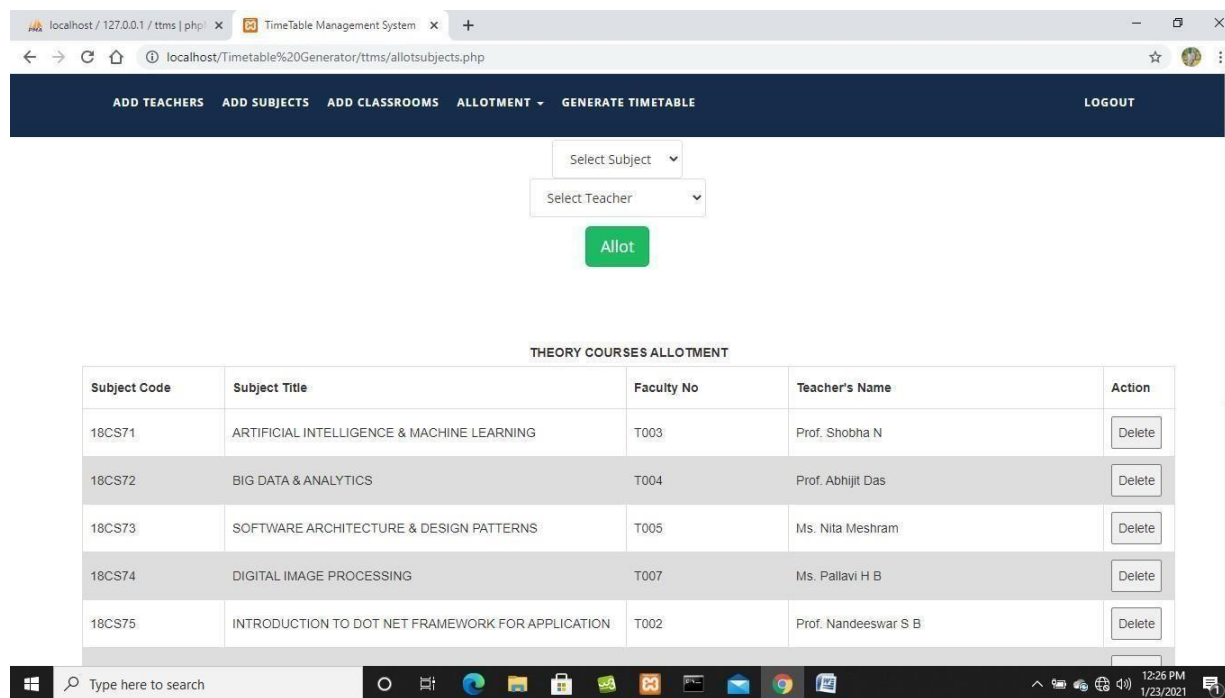 localhost / 127.0.0.1 / ttms | php
TimeTable Management System
localhost/Timetable%20Generator/ttms/allotsubjects.php
ADD TEACHERS ADD SUBJECTS ADD CLASSROOMS ALLOTMENT GENERATE TIMETABLE LOGOUT
Select Subject
Select Teacher
Allot
THEORY COURSES ALLOTMENT
Subject Code Subject Title Faculty No Teacher's Name Action
18CS71 ARTIFICIAL INTELLIGENCE & MACHINE LEARNING T003 Prof. Shobha N Delete
18CS72 BIG DATA & ANALYTICS T004 Prof. Abhijit Das Delete
18CS73 SOFTWARE ARCHITECTURE & DESIGN PATTERNS T005 Ms. Nita Meshram Delete
18CS74 DIGITAL IMAGE PROCESSING T007 Ms. Pallavi H B Delete
18CS75 INTRODUCTION TO DOT NET FRAMEWORK FOR APPLICATION T002 Prof. Nandeeswar S B Delete
Type here to search
12:26 PM
1/23/2021